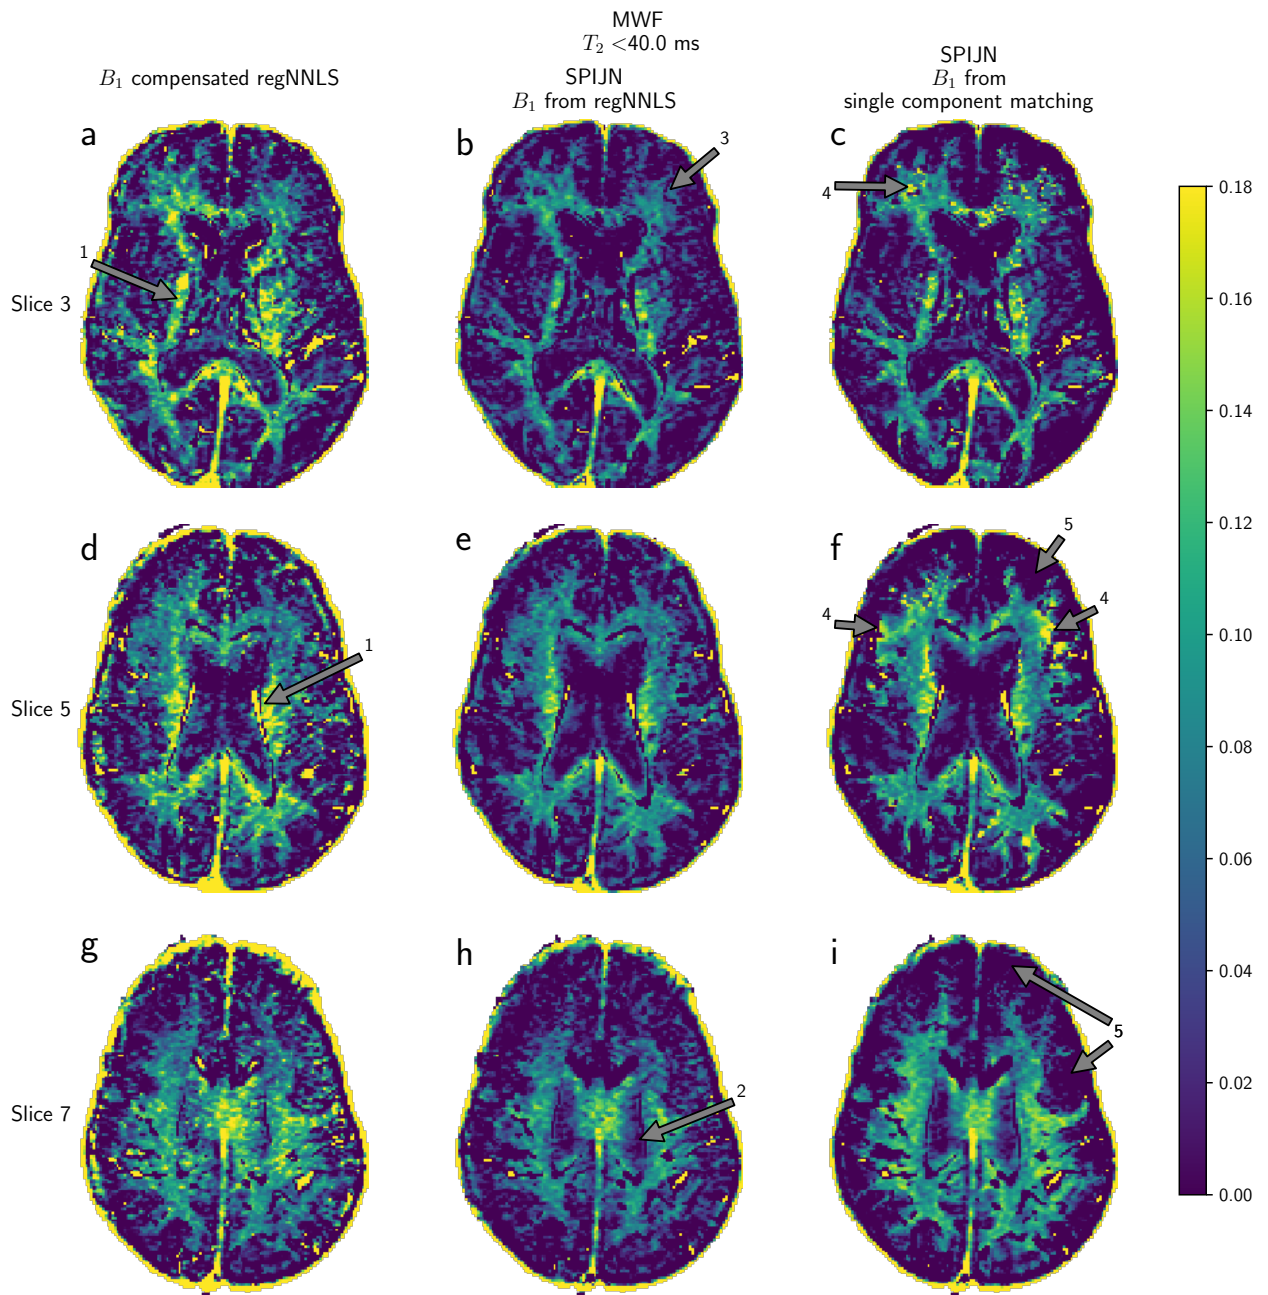 MWF
T₂ <40.0 ms
B₁ compensated regNNLS
SPIJN
B₁ from regNNLS
SPIJN
B₁ from
single component matching
a
b
c
3
4
1
Slice 3
0.18
0.16
0.14
0.12
0.10
0.08
0.06
0.04
0.02
0.00
d
e
f
5
4
4
1
Slice 5
g
h
i
5
2
Slice 7